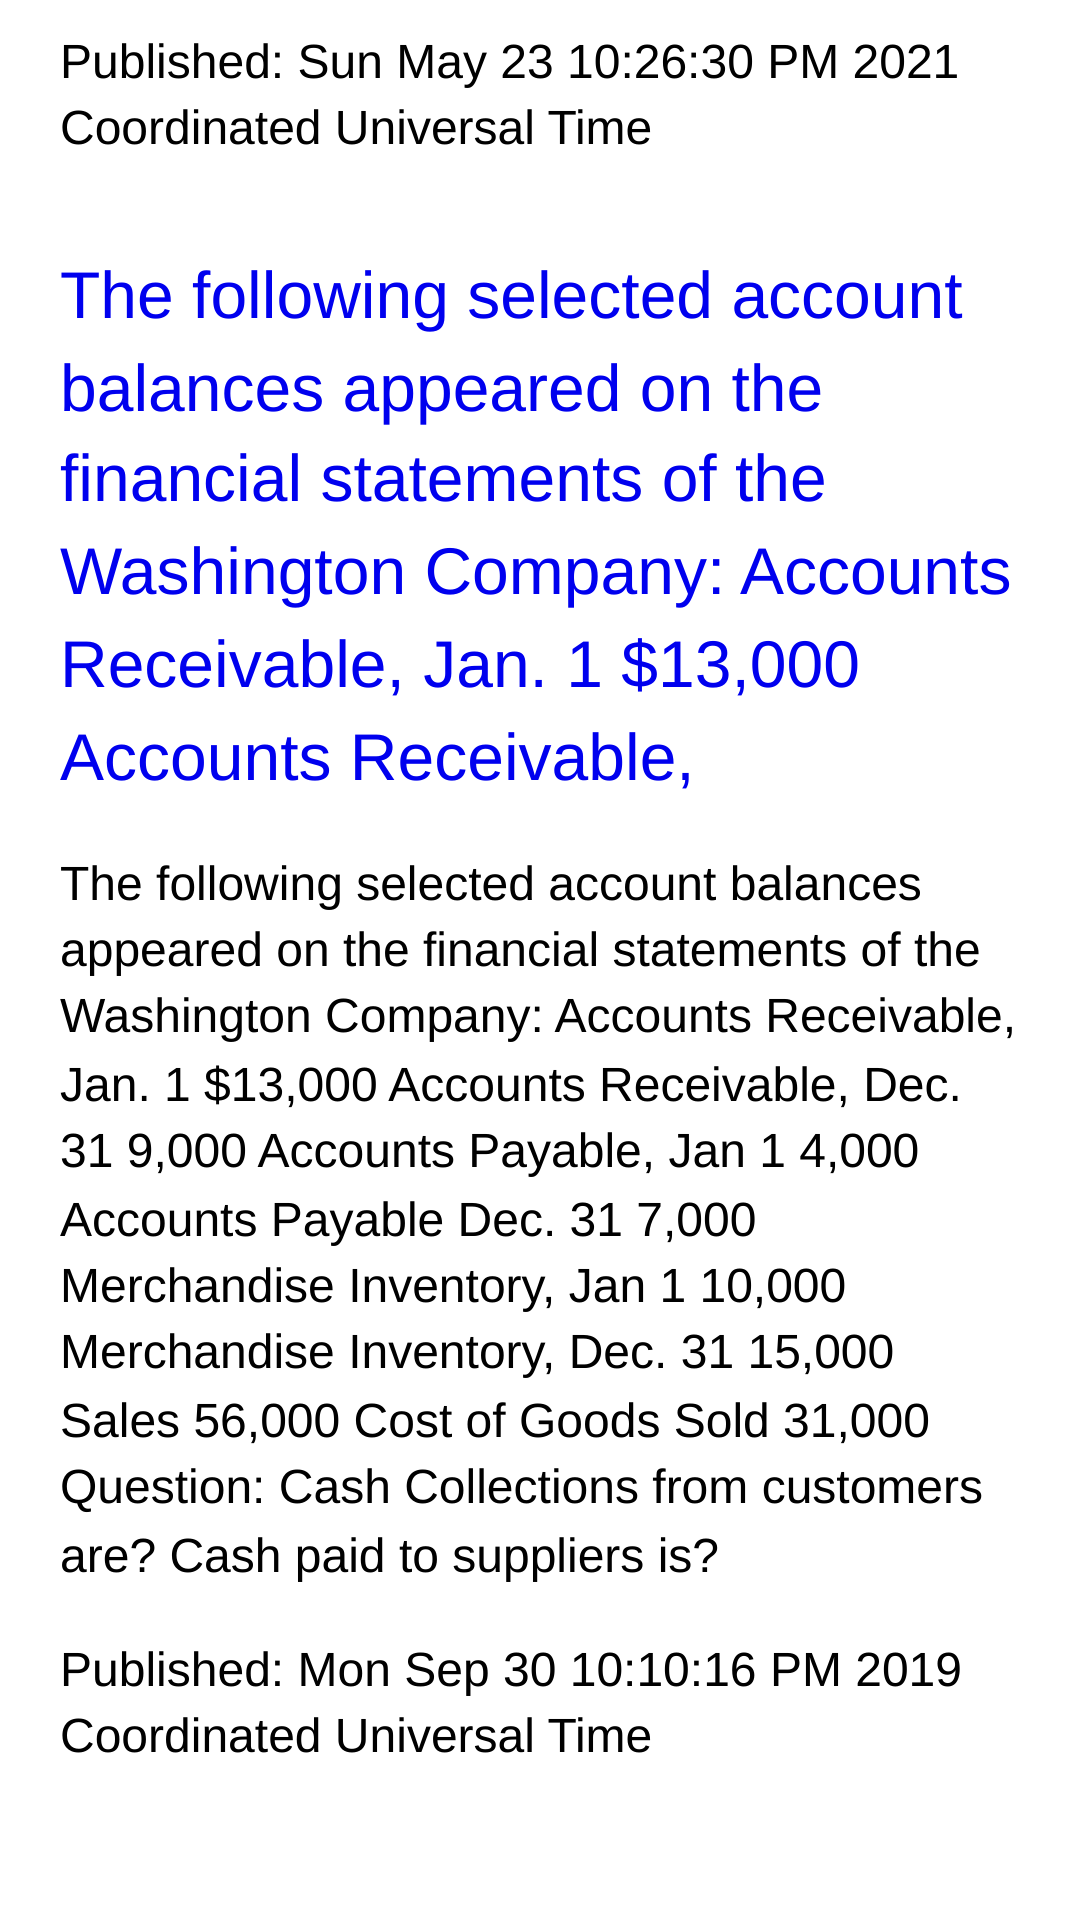 Published: Sun May 23 10:26:30 PM 2021
Coordinated Universal Time
The following selected account
balances appeared on the
financial statements of the
Washington Company: Accounts
Receivable, Jan. 1 $13,000
Accounts Receivable,
The following selected account balances
appeared on the financial statements of the
Washington Company: Accounts Receivable,
Jan. 1 $13,000 Accounts Receivable, Dec.
31 9,000 Accounts Payable, Jan 1 4,000
Accounts Payable Dec. 31 7,000
Merchandise Inventory, Jan 1 10,000
Merchandise Inventory, Dec. 31 15,000
Sales 56,000 Cost of Goods Sold 31,000
Question: Cash Collections from customers
are? Cash paid to suppliers is?
Published: Mon Sep 30 10:10:16 PM 2019
Coordinated Universal Time